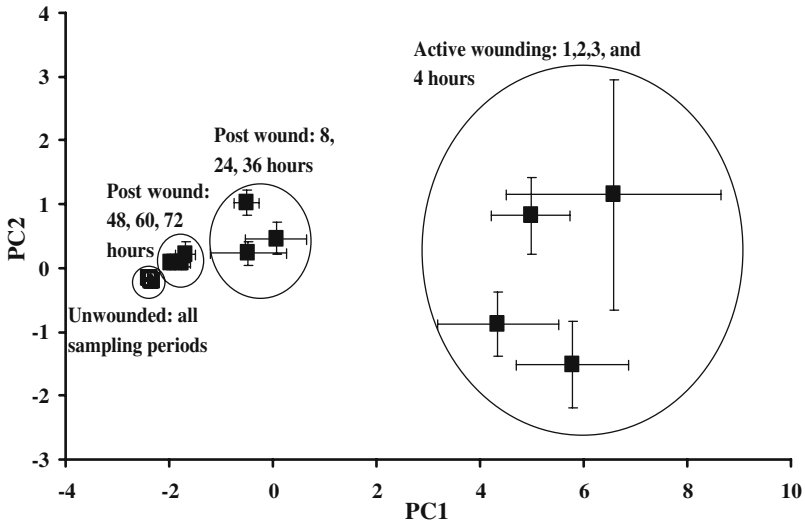 4
3
2
1
0
-1
-2
-3
PC2
Active wounding: 1,2,3, and
4 hours
Post wound: 8,
24, 36 hours
Post wound:
48, 60, 72
hours
Unwounded: all
sampling periods
-4
-2
0
2
4
6
8
10
PC1